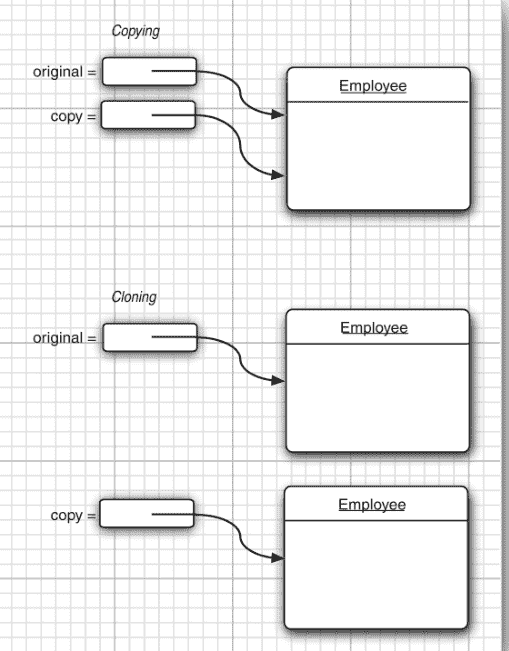 Copying
original =
Employee
copy =
Cloning
original =
Employee
copy =
Employee